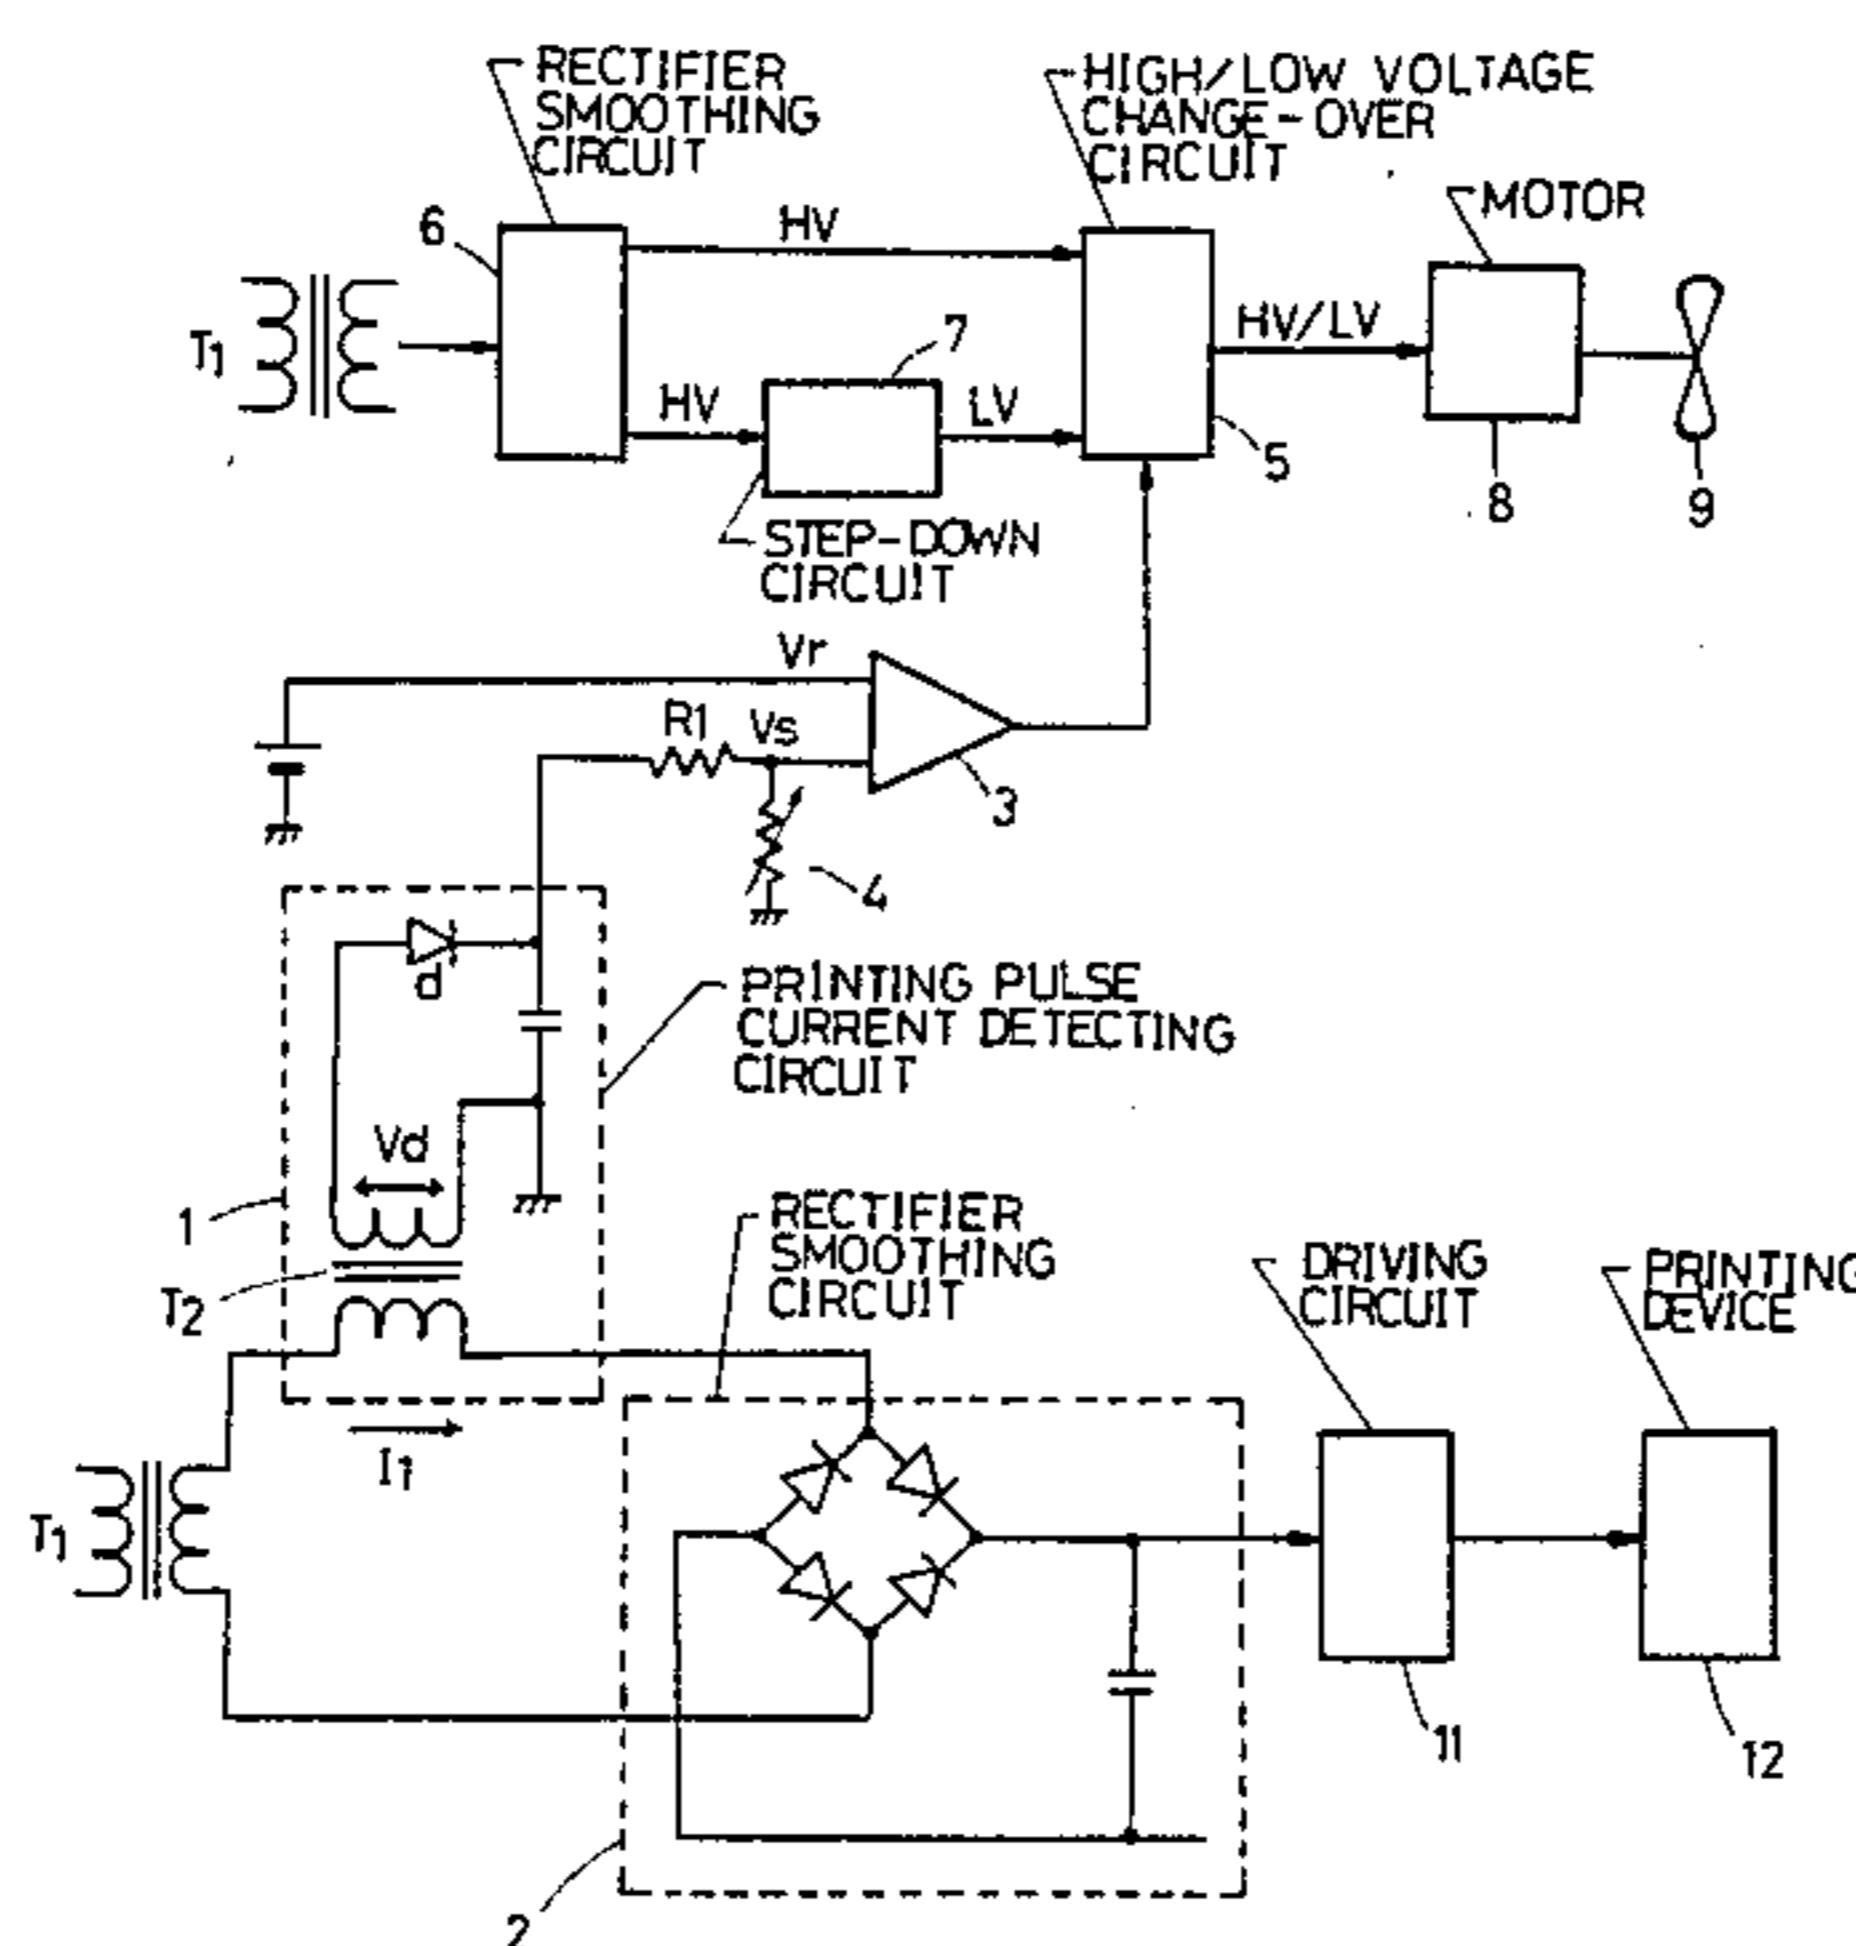 RECTIFIER
SMOOTHING
CIRCUIT
HIGH/LOW VOLTAGE
CHANGE-OVER
CIRCUIT
MOTOR
6
HV
T1
7
HV/LV
HV
LV
5
8
9
STEP-DOWN
CIRCUIT
Vr
R1
Vs
3
4
d
PRINTING PULSE
CURRENT DETECTING
CIRCUIT
Vd
1
T2
RECTIFIER
SMOOTHING
CIRCUIT
DRIVING
CIRCUIT
PRINTING
DEVICE
I1
T1
11
12
2